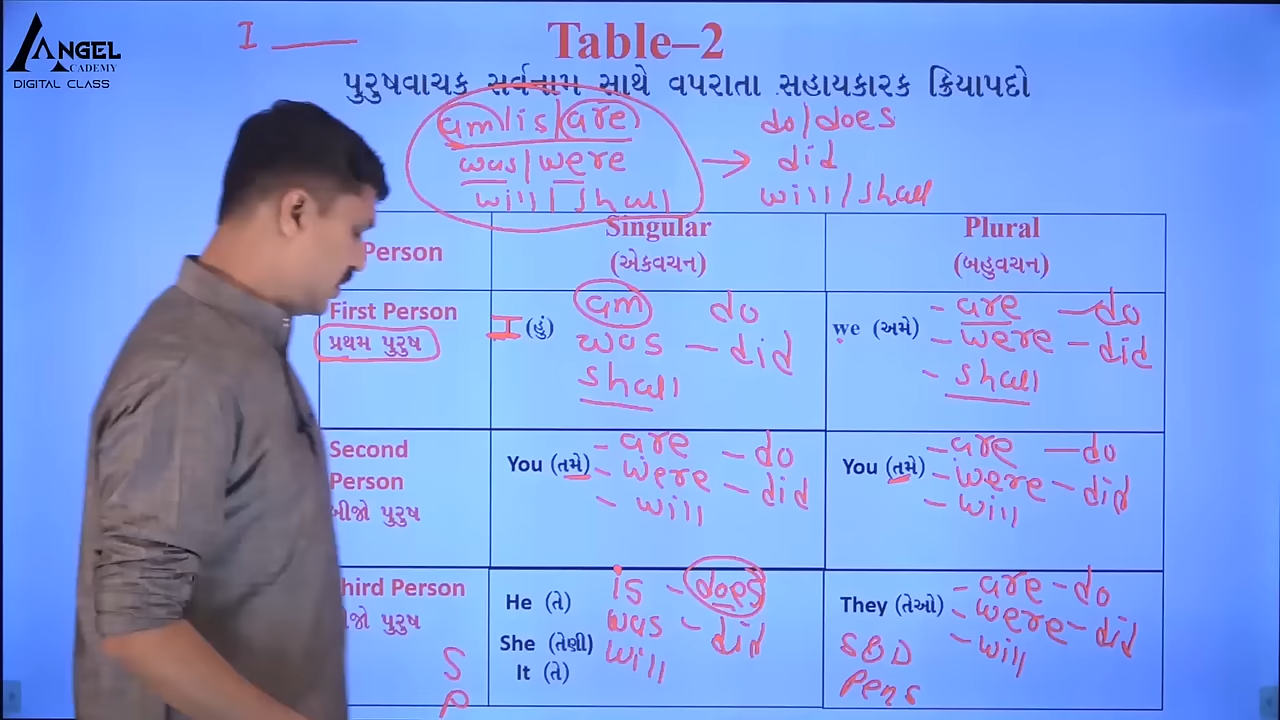 I
Table–2
ANGEL
ACADEMY
DIGITAL CLASS
પુરુષવાચક સર્વનામ સાથે વપરાતા સહાયકારક ક્રિયાપદો
am/is/are do/does
was/were → did
will/shall will/shall
Person Singular Plural
(એકવચન) (બહુવચન)
First Person
પ્રથમ પુરુષ
I (હું) am do
was – did
shall
we (અમે) - are – do
- were – did
- shall
Second
Person
બીજો પુરુષ
You (તમે) - are – do
- were – did
- will
You (તમે) - are – do
- were – did
- will
Third Person
S
P
He (તે) is – does
She (તેણી) was – did
It (તે) will
They (તેઓ) - are – do
- were – did
- will
SBD
Pens